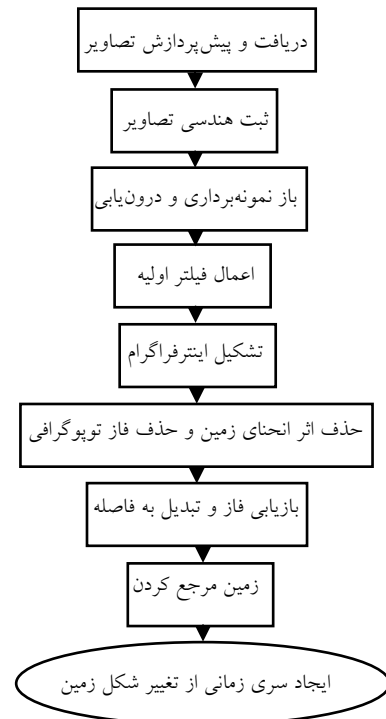 دریافت و پیش‌پردازش تصاویر
ثبت هندسی تصاویر
باز نمونه‌برداری و درون‌یابی
اعمال فیلتر اولیه
تشکیل اینترفراگرام
حذف اثر انحنای زمین و حذف فاز توپوگرافی
بازیابی فاز و تبدیل به فاصله
زمین مرجع کردن
ایجاد سری زمانی از تغییر شکل زمین